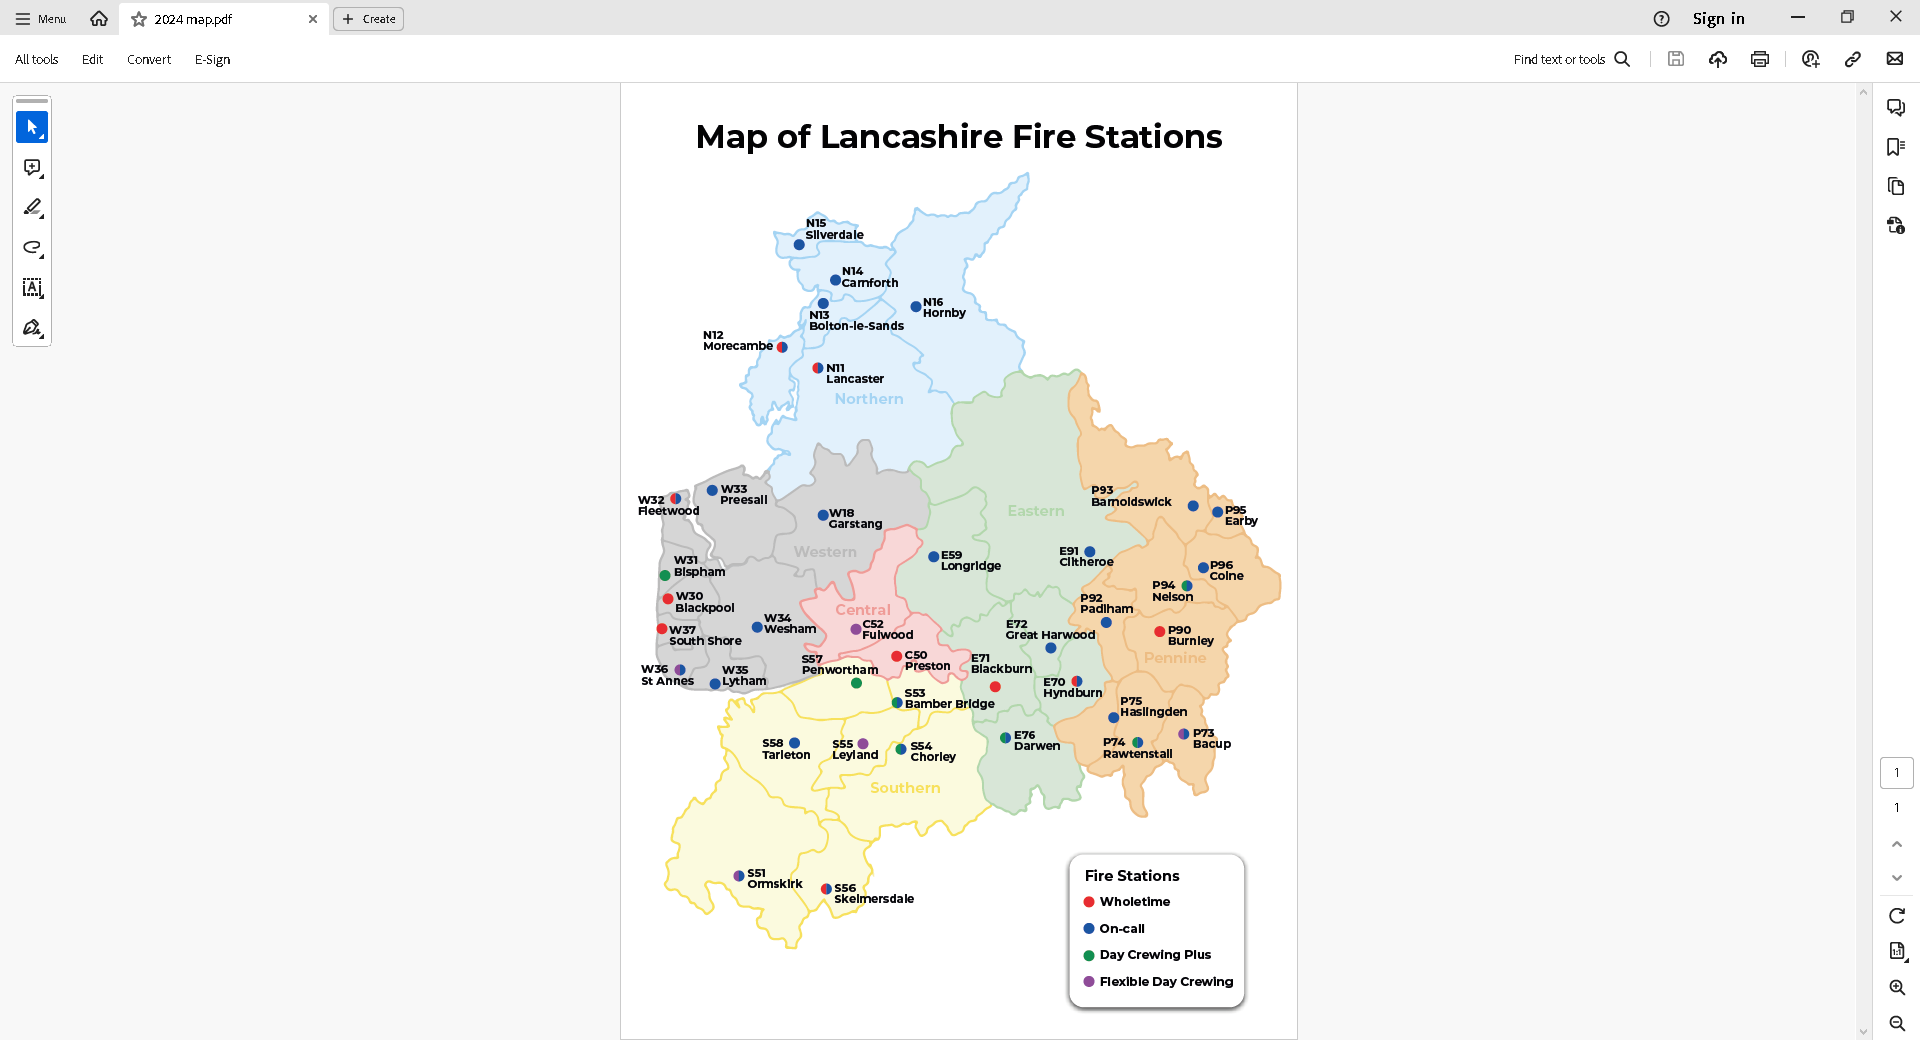 Menu
2024 map.pdf
Create
Sign in
All tools
Edit
Convert
E-Sign
Find text or tools
Map of Lancashire Fire Stations
N15
Silverdale
N14
Carnforth
N16
Hornby
N13
Bolton-le-Sands
N12
Morecambe
N11
Lancaster
Northern
W32
Fleetwood
W33
Preesall
W18
Garstang
Western
P93
Barnoldswick
P95
Earby
Eastern
E59
Longridge
E91
Clitheroe
W31
Bispham
W30
Blackpool
P96
Colne
P94
Nelson
P92
Padiham
Central
C52
Fulwood
W34
Wesham
W37
South Shore
E72
Great Harwood
P90
Burnley
Pennine
W36
St Annes
W35
Lytham
S57
Penwortham
C50
Preston
E71
Blackburn
E70
Hyndburn
S53
Bamber Bridge
P75
Haslingden
S58
Tarleton
S55
Leyland
S54
Chorley
E76
Darwen
P74
Rawtenstall
P73
Bacup
Southern
S51
Ormskirk
S56
Skelmersdale
Fire Stations
Wholetime
On-call
Day Crewing Plus
Flexible Day Crewing
1
1
1:1